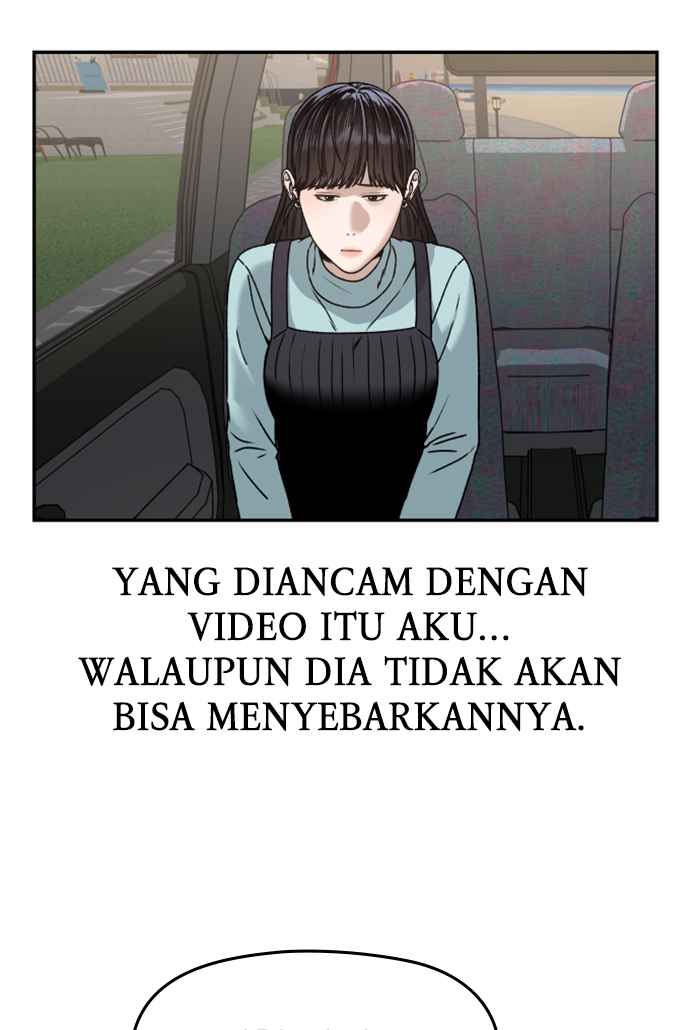 YANG DIANCAM DENGAN
VIDEO ITU AKU...
WALAUPUN DIA TIDAK AKAN
BISA MENYEBARKANNYA.